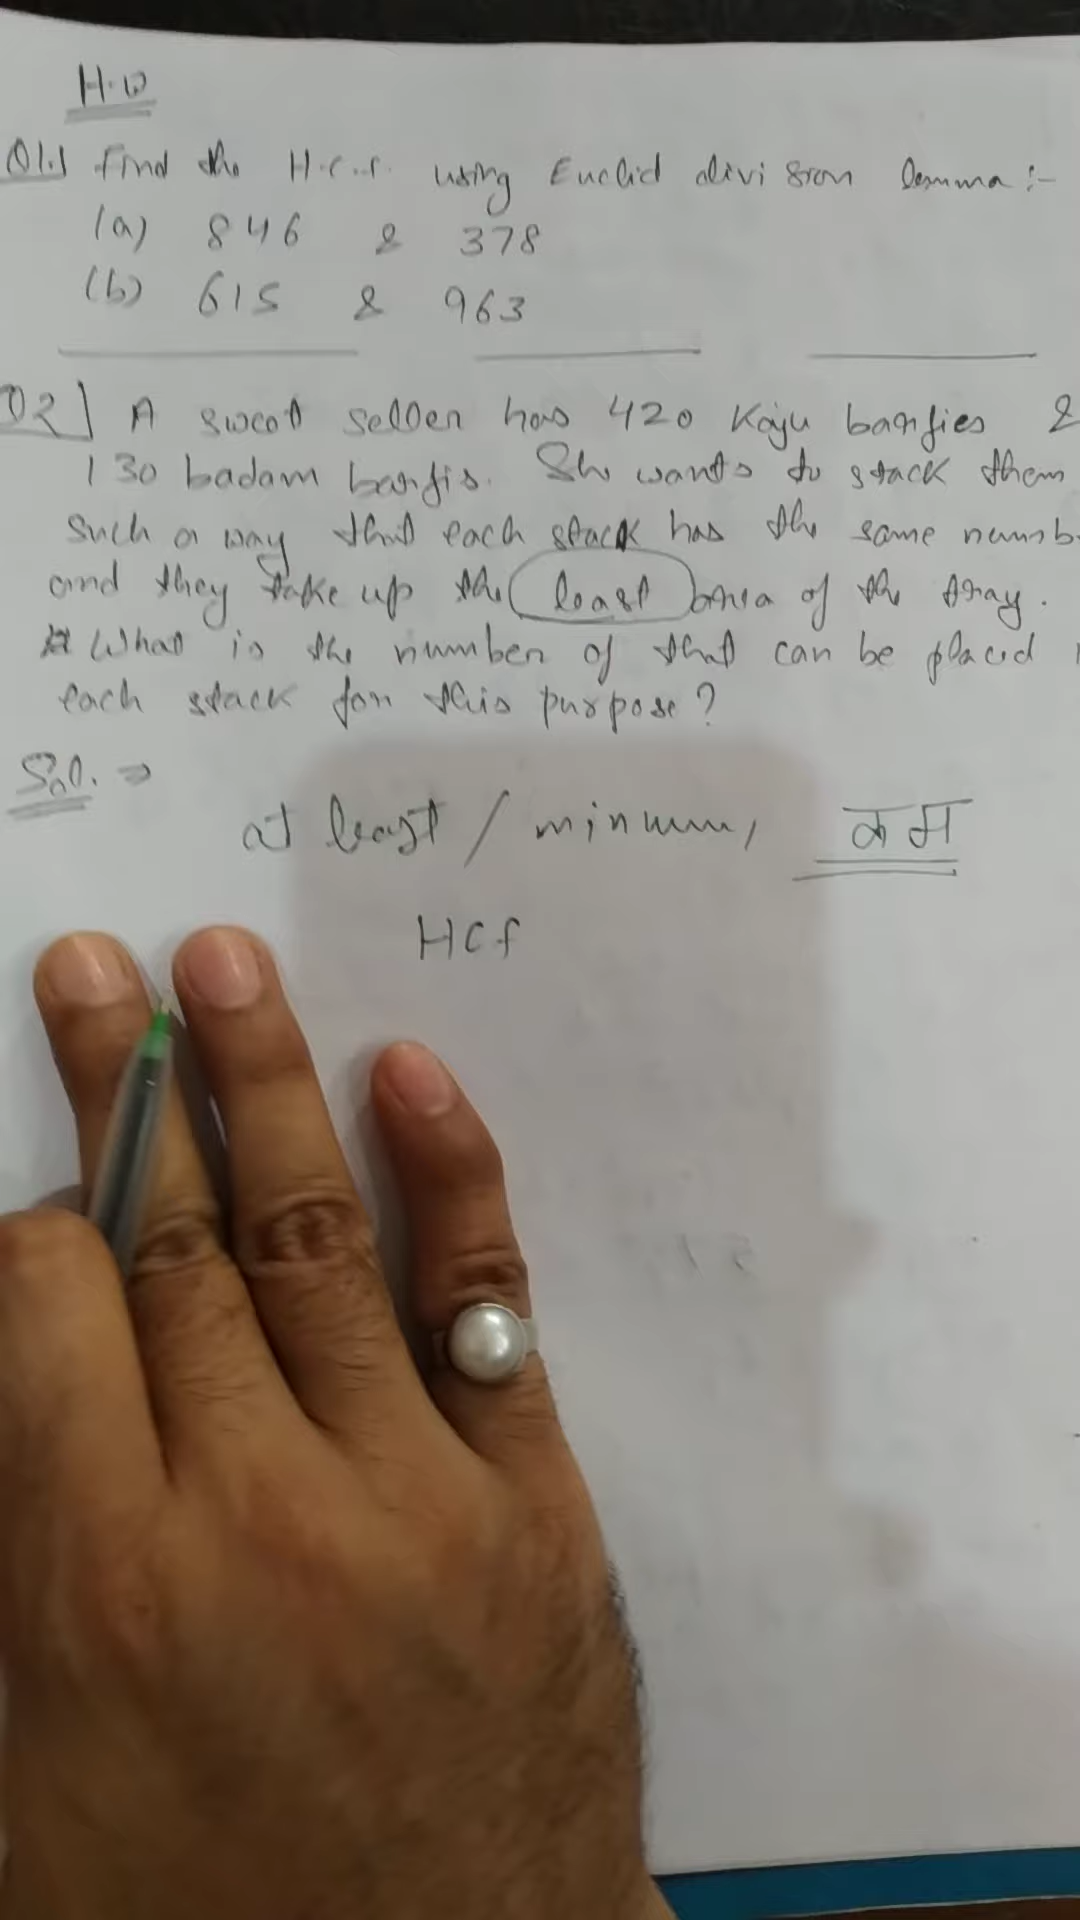 H.W
Q1.] Find the H.C.f. using Euclid division lemma :-
(a) 846 & 378
(b) 615 & 963
Q2] A sweet seller has 420 Kaju barfies &
130 badam barfis. She wants to stack them
such a way that each stack has the same numb
and they take up the least area of the tray.
What is the number of that can be placed
each stack for this purpose?
Sol. ⇒
at least / minimum, कम
HCf